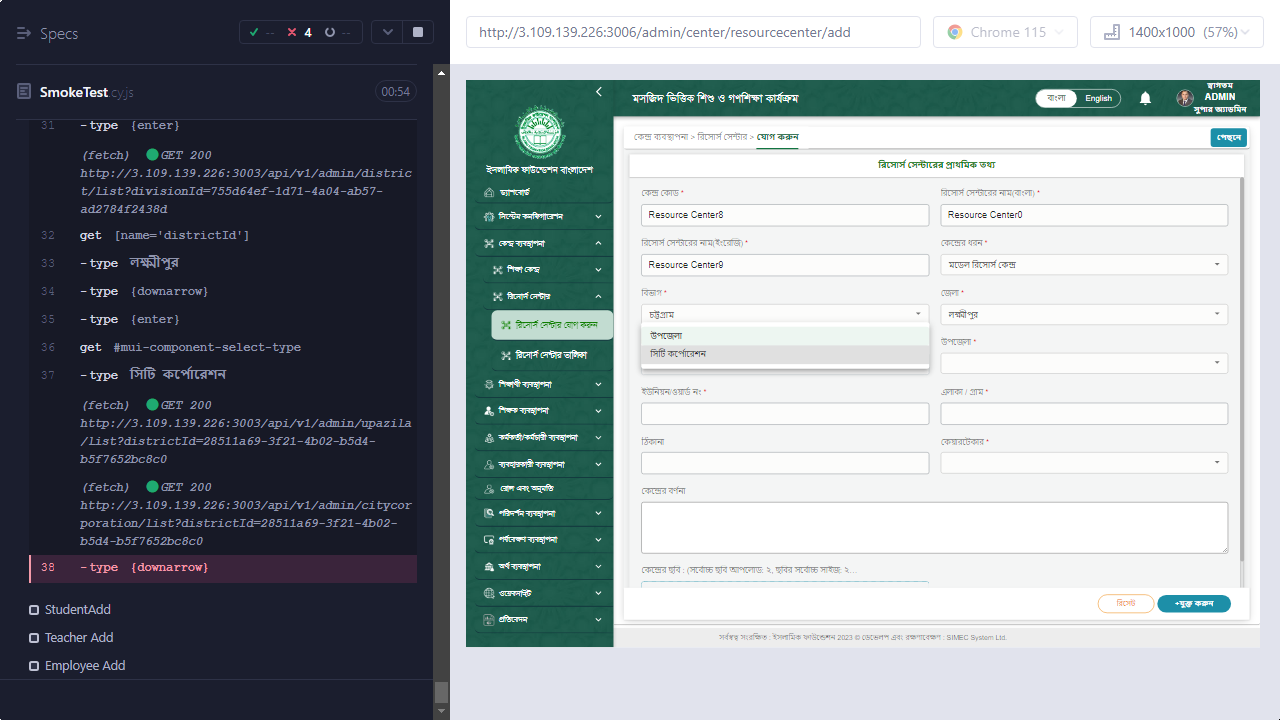 Specs
-- 4 --
SmokeTest.cy.js 00:54
31 -type {enter}
(fetch) GET 200
http://3.109.139.226:3003/api/v1/admin/distric
t/list?divisionId=755d64ef-1d71-4a04-ab57-
ad2784f2438d
32 get [name='districtId']
33 -type লক্ষ্মীপুর
34 -type {downarrow}
35 -type {enter}
36 get #mui-component-select-type
37 -type সিটি কর্পোরেশন
(fetch) GET 200
http://3.109.139.226:3003/api/v1/admin/upazila
/list?districtId=28511a69-3f21-4b02-b5d4-
b5f7652bc8c0
(fetch) GET 200
http://3.109.139.226:3003/api/v1/admin/citycor
poration/list?districtId=28511a69-3f21-4b02-
b5d4-b5f7652bc8c0
38 -type {downarrow}
StudentAdd
Teacher Add
Employee Add
http://3.109.139.226:3006/admin/center/resourcecenter/add
Chrome 115
1400x1000 (57%)
ইসলামিক ফাউন্ডেশন বাংলাদেশ
ড্যাশবোর্ড
সিস্টেম কনফিগারেশন
কেন্দ্র ব্যবস্থাপনা
শিক্ষা কেন্দ্র
রিসোর্স সেন্টার
রিসোর্স সেন্টার যোগ করুন
রিসোর্স সেন্টার তালিকা
শিক্ষার্থী ব্যবস্থাপনা
শিক্ষক ব্যবস্থাপনা
কর্মকর্তা/কর্মচারী ব্যবস্থাপনা
ব্যবহারকারী ব্যবস্থাপনা
রোল এবং অনুমতি
পরিদর্শন ব্যবস্থাপনা
পর্যবেক্ষণ ব্যবস্থাপনা
অর্থ ব্যবস্থাপনা
ওয়েবসাইট
প্রতিবেদন
মসজিদ ভিত্তিক শিশু ও গণশিক্ষা কার্যক্রম
বাংলা English
স্বাগতম
ADMIN
সুপার অ্যাডমিন
কেন্দ্র ব্যবস্থাপনা > রিসোর্স সেন্টার > যোগ করুন
পেছনে
রিসোর্স সেন্টারের প্রাথমিক তথ্য
কেন্দ্র কোড *
রিসোর্স সেন্টারের নাম(বাংলা) *
Resource Center8
Resource Center0
রিসোর্স সেন্টারের নাম(ইংরেজি) *
কেন্দ্রের ধরন *
Resource Center9
মডেল রিসোর্স কেন্দ্র
বিভাগ *
জেলা *
চট্টগ্রাম
লক্ষ্মীপুর
উপজেলা
সিটি কর্পোরেশন
উপজেলা *
ইউনিয়ন/ওয়ার্ড নং *
এলাকা / গ্রাম *
ঠিকানা
কেয়ারটেকার *
কেন্দ্রের বর্ণনা
কেন্দ্রের ছবি : (সর্বোচ্চ ছবি আপলোড: ২, ছবির সর্বোচ্চ সাইজ: ২...
রিসেট
+যুক্ত করুন
সর্বস্বত্ব সংরক্ষিত : ইসলামিক ফাউন্ডেশন 2023 © ডেভেলপ এবং রক্ষণাবেক্ষণ : SIMEC System Ltd.